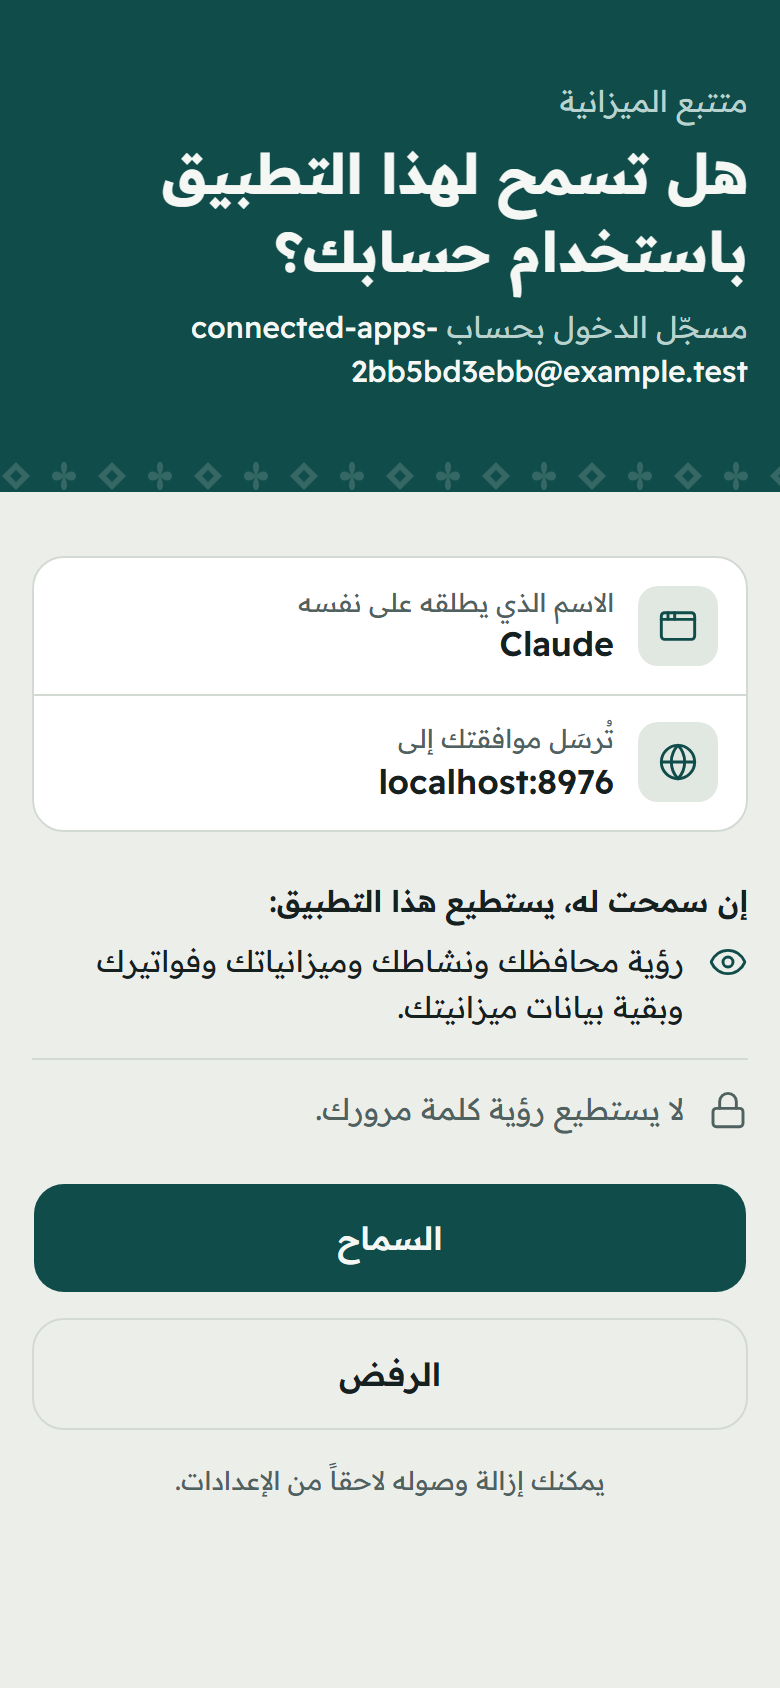 متتبع الميزانية
هل تسمح لهذا التطبيق
باستخدام حسابك؟
مسجّل الدخول بحساب connected-apps-
2bb5bd3ebb@example.test
الاسم الذي يطلقه على نفسه
Claude
تُرسَل موافقتك إلى
localhost:8976
إن سمحت له، يستطيع هذا التطبيق:
رؤية محافظك ونشاطك وميزانياتك وفواتيرك
وبقية بيانات ميزانيتك.
لا يستطيع رؤية كلمة مرورك.
السماح
الرفض
يمكنك إزالة وصوله لاحقاً من الإعدادات.